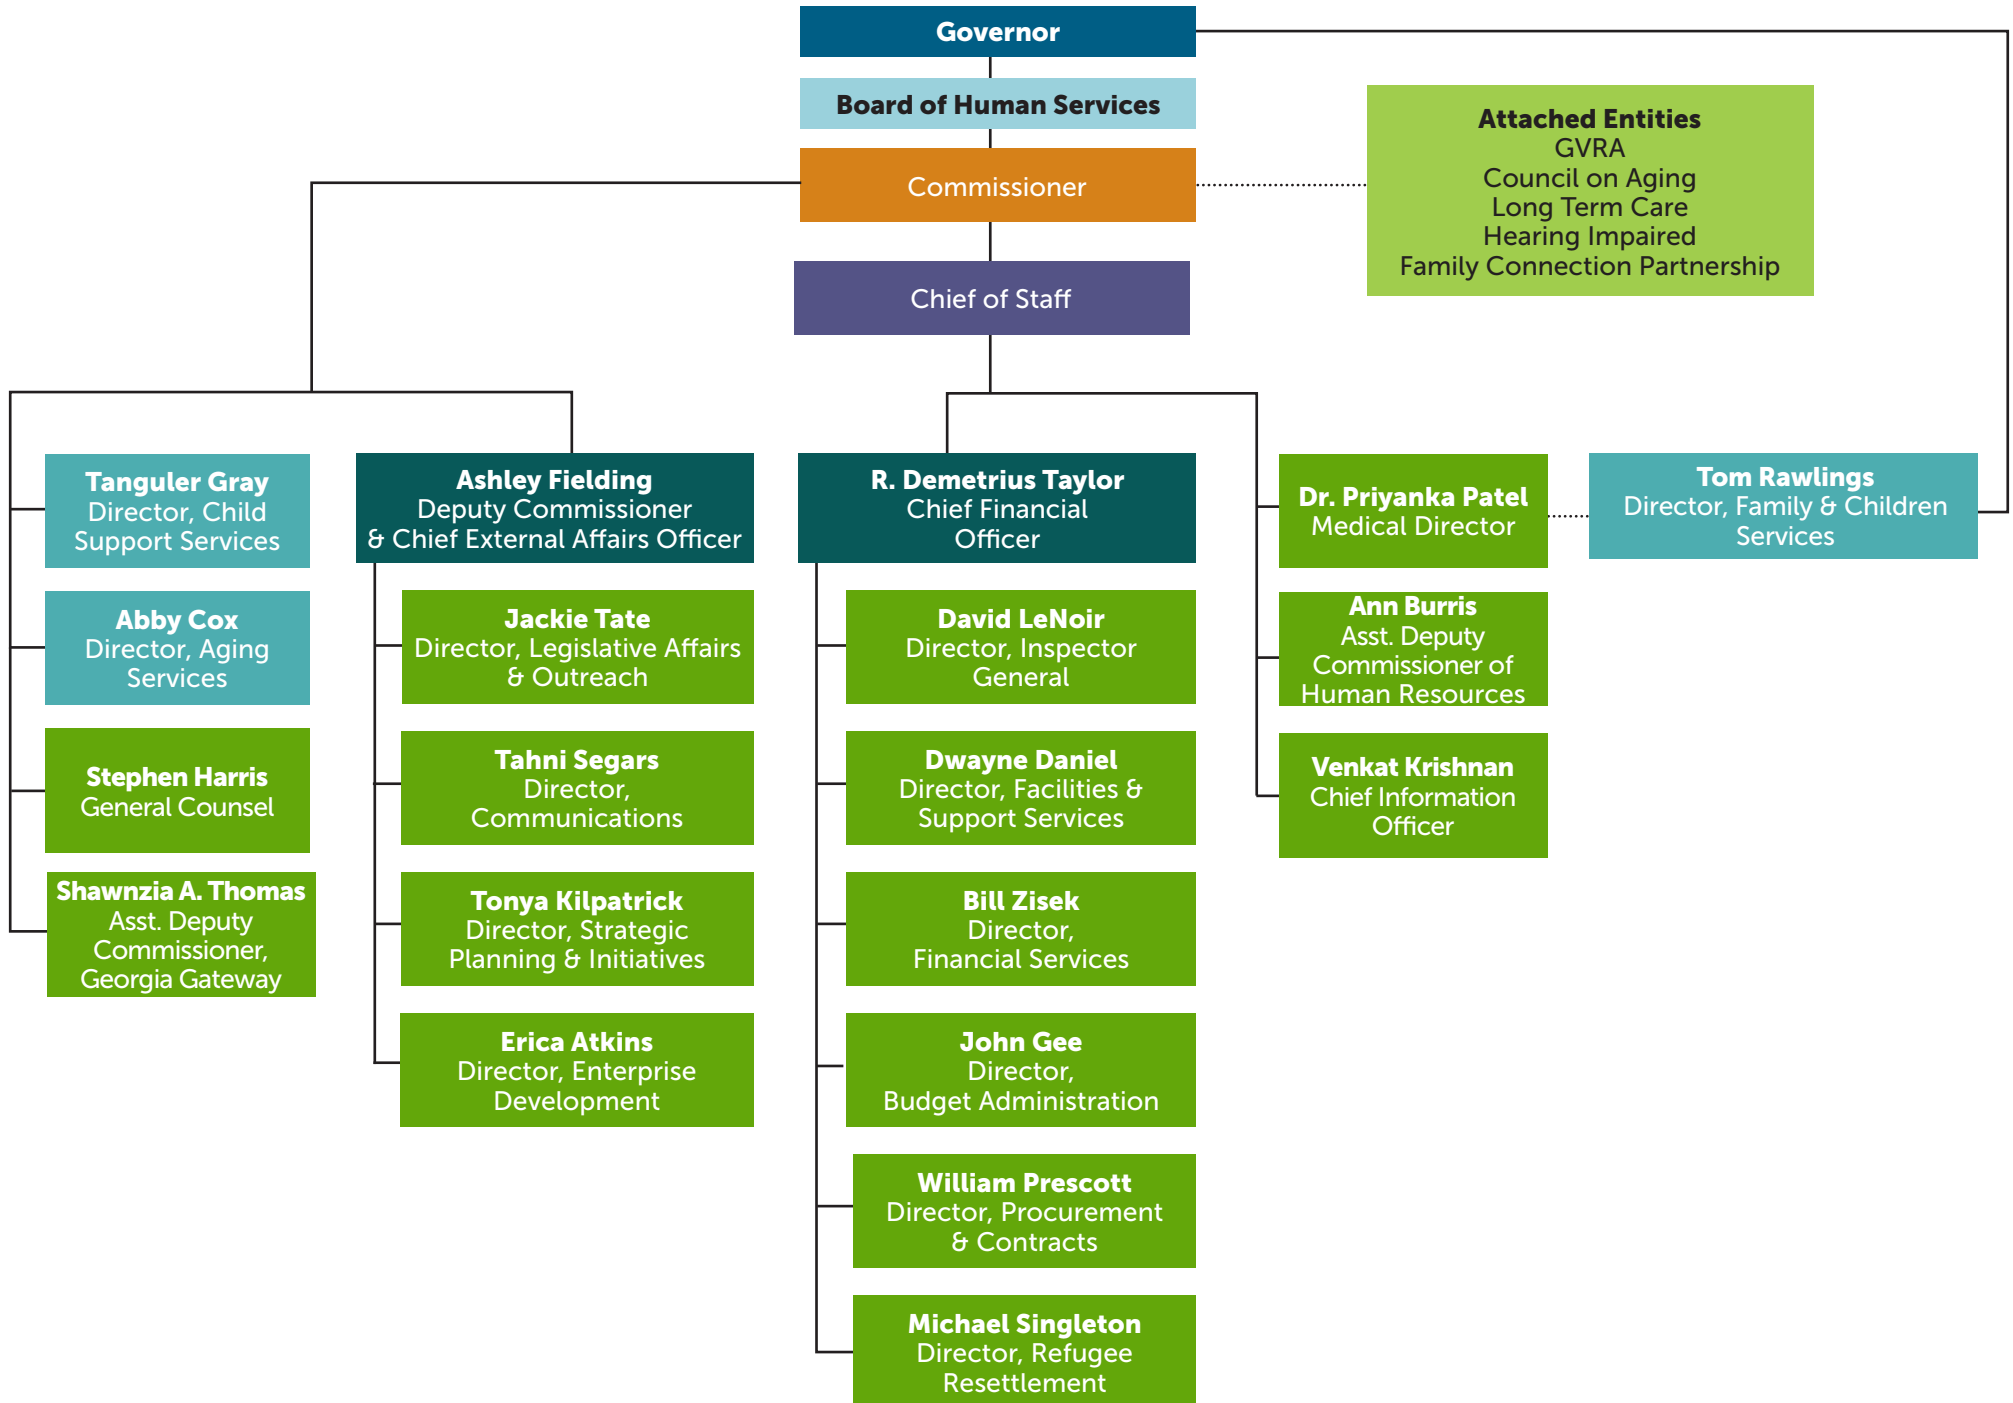 Governor
Board of Human Services
Commissioner
Attached Entities
GVRA
Council on Aging
Long Term Care
Hearing Impaired
Family Connection Partnership
Chief of Staff
Tanguler Gray
Director, Child
Support Services
Abby Cox
Director, Aging
Services
Stephen Harris
General Counsel
Shawnzia A. Thomas
Asst. Deputy
Commissioner,
Georgia Gateway
Ashley Fielding
Deputy Commissioner
& Chief External Affairs Officer
Jackie Tate
Director, Legislative Affairs
& Outreach
Tahni Segars
Director,
Communications
Tonya Kilpatrick
Director, Strategic
Planning & Initiatives
Erica Atkins
Director, Enterprise
Development
R. Demetrius Taylor
Chief Financial
Officer
David LeNoir
Director, Inspector
General
Dwayne Daniel
Director, Facilities &
Support Services
Bill Zisek
Director,
Financial Services
John Gee
Director,
Budget Administration
William Prescott
Director, Procurement
& Contracts
Michael Singleton
Director, Refugee
Resettlement
Dr. Priyanka Patel
Medical Director
Ann Burris
Asst. Deputy
Commissioner of
Human Resources
Venkat Krishnan
Chief Information
Officer
Tom Rawlings
Director, Family & Children
Services